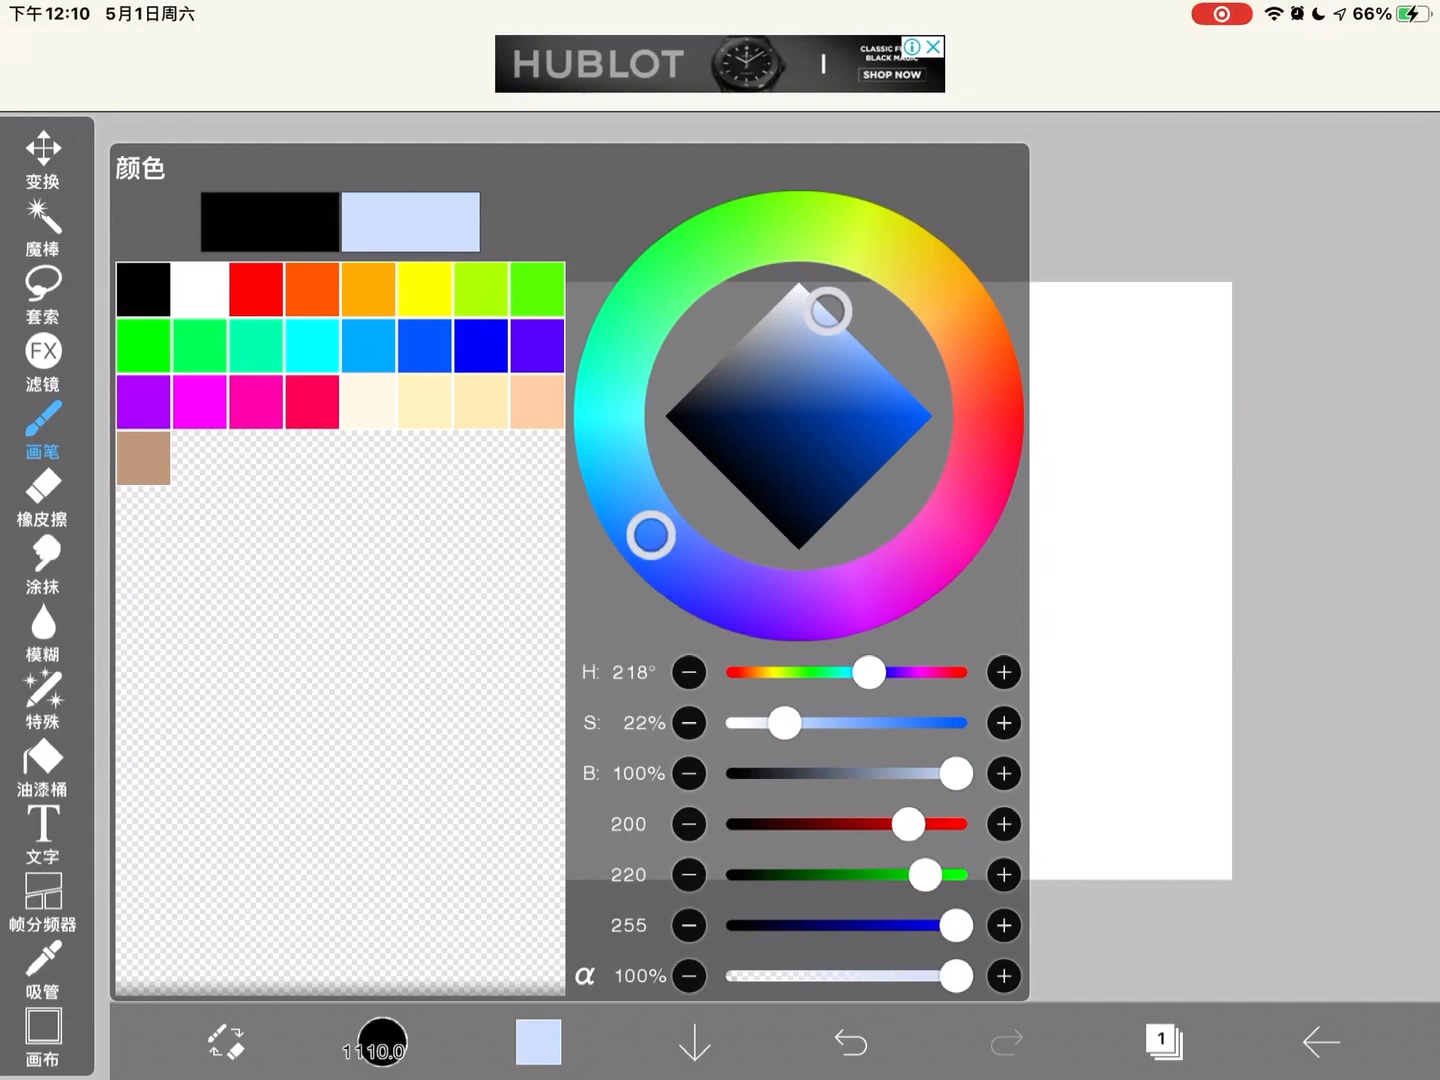 下午12:10 5月1日周六
66%
HUBLOT
BLACK MAGIC
SHOP NOW
变换
魔棒
套索
FX
滤镜
画笔
橡皮擦
涂抹
模糊
特殊
油漆桶
T
文字
帧分频器
吸管
画布
颜色
H: 218°
S: 22%
B: 100%
200
220
255
α 100%
1110.0
1